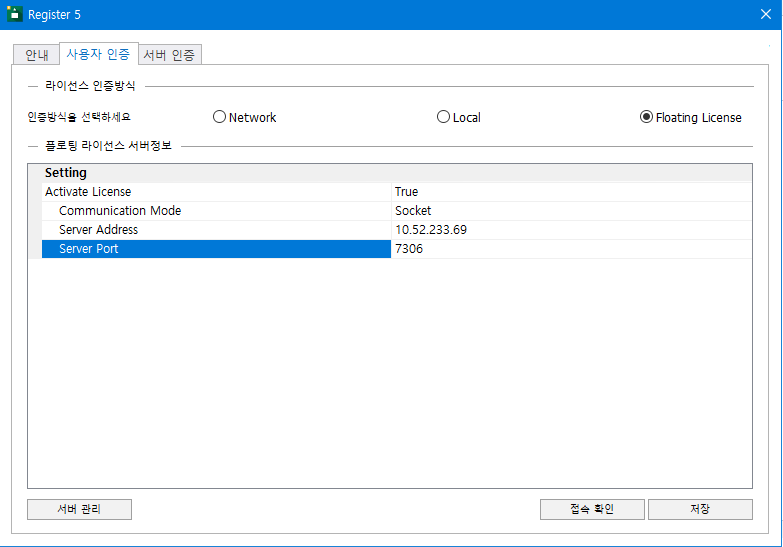 Register 5
안내 사용자 인증 서버 인증
라이선스 인증방식
인증방식을 선택하세요 Network Local Floating License
플로팅 라이선스 서버정보
Setting
Activate License True
Communication Mode Socket
Server Address 10.52.233.69
Server Port 7306
서버 관리 접속 확인 저장